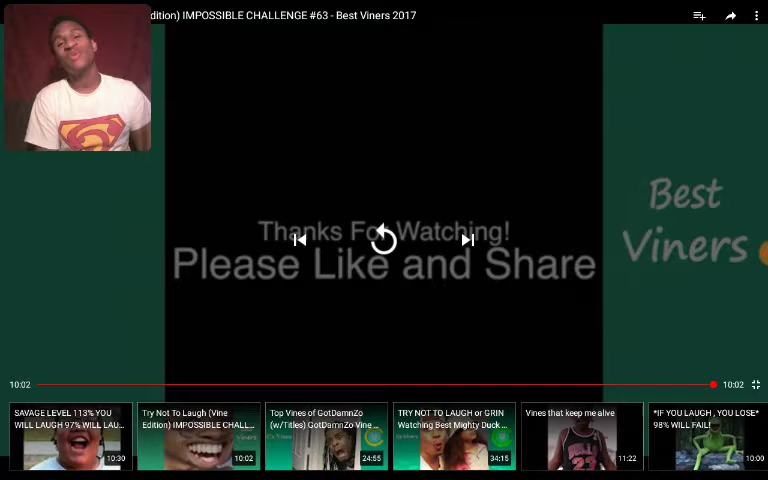 dition) IMPOSSIBLE CHALLENGE #63 - Best Viners 2017
Best
Viners
Thanks For Watching!
Please Like and Share
10:02
10:02
SAVAGE LEVEL 113% YOU
WILL LAUGH 97% WILL LAU...
10:30
Try Not To Laugh (Vine
Edition) IMPOSSIBLE CHALL...
10:02
Top Vines of GotDamnZo
(w/Titles) GotDamnZo Vine ...
24:55
TRY NOT TO LAUGH or GRIN
Watching Best Mighty Duck ...
34:15
Vines that keep me alive
11:22
*IF YOU LAUGH , YOU LOSE*
98% WILL FAIL!
10:00